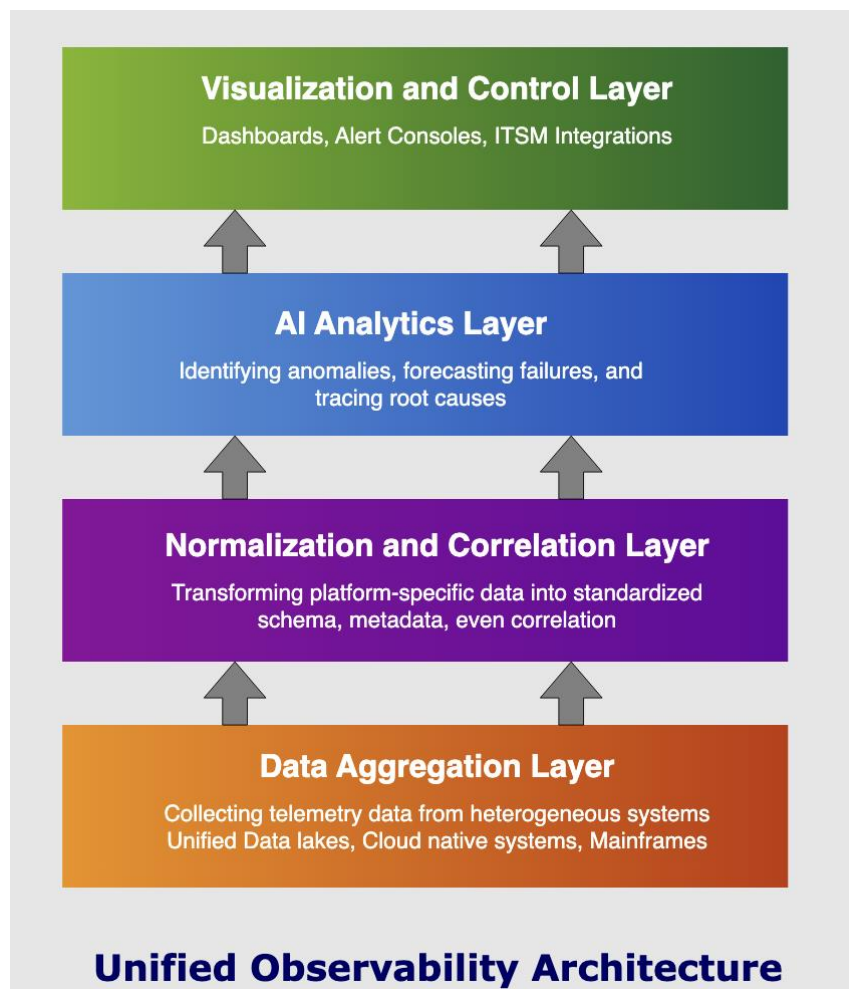 Visualization and Control Layer
Dashboards, Alert Consoles, ITSM Integrations
AI Analytics Layer
Identifying anomalies, forecasting failures, and
tracing root causes
Normalization and Correlation Layer
Transforming platform-specific data into standardized
schema, metadata, even correlation
Data Aggregation Layer
Collecting telemetry data from heterogeneous systems
Unified Data lakes, Cloud native systems, Mainframes
Unified Observability Architecture